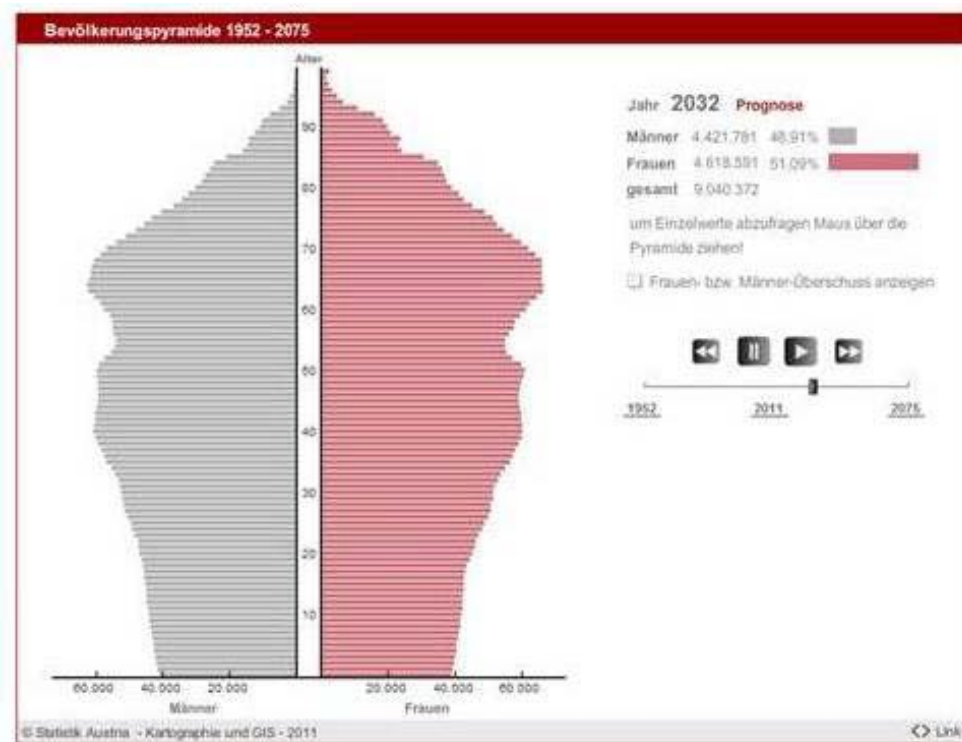 Bevölkerungspyramide 1952 - 2075
Alter
90
80
70
60
50
40
30
20
10
60.000 40.000 20.000
20.000 40.000 60.000
Männer
Frauen
Jahr 2032 Prognose
Männer 4.421.781 48,91%
Frauen 4.618.591 51,09%
gesamt 9.040.372
um Einzelwerte abzufragen Maus über die
Pyramide ziehen!
Frauen- bzw. Männer-Überschuss anzeigen
1952 2011 2075
© Statistik Austria - Kartographie und GIS - 2011
<> Link